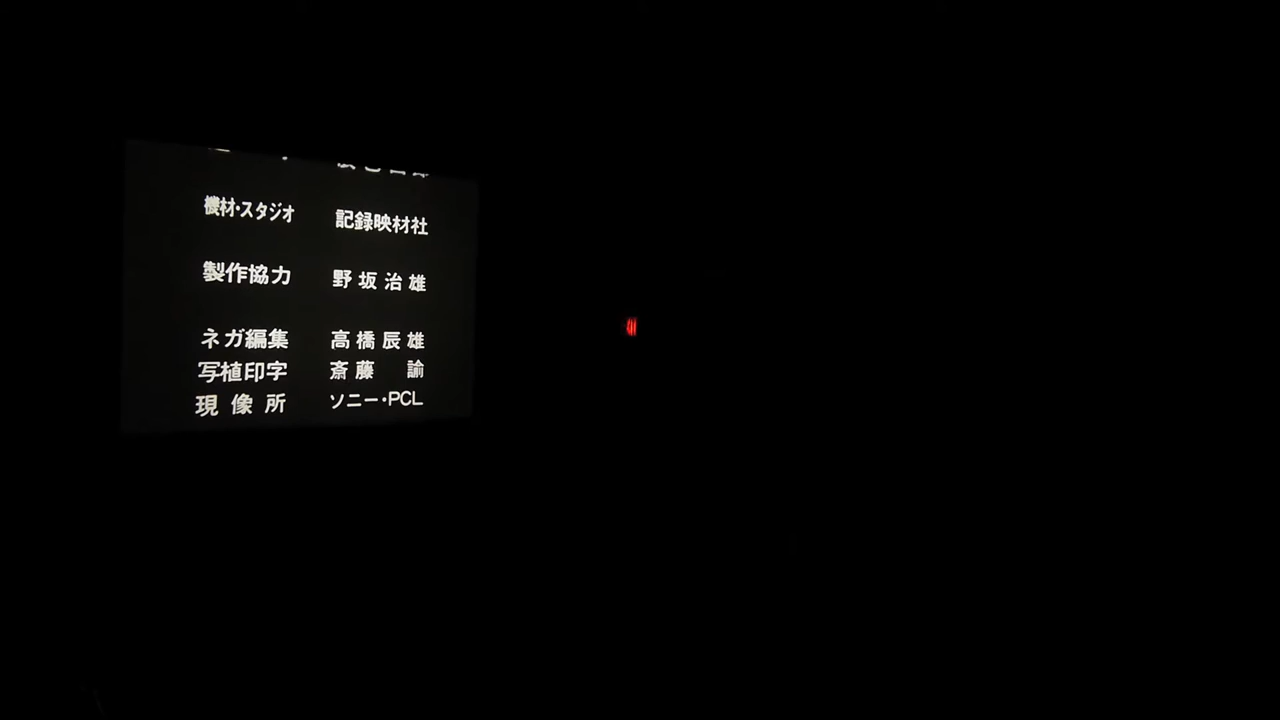 機材・スタジオ 記録映材社
製作協力 野坂治雄
ネガ編集 高橋辰雄
写植印字 斎藤 諭
現像所 ソニー・PCL